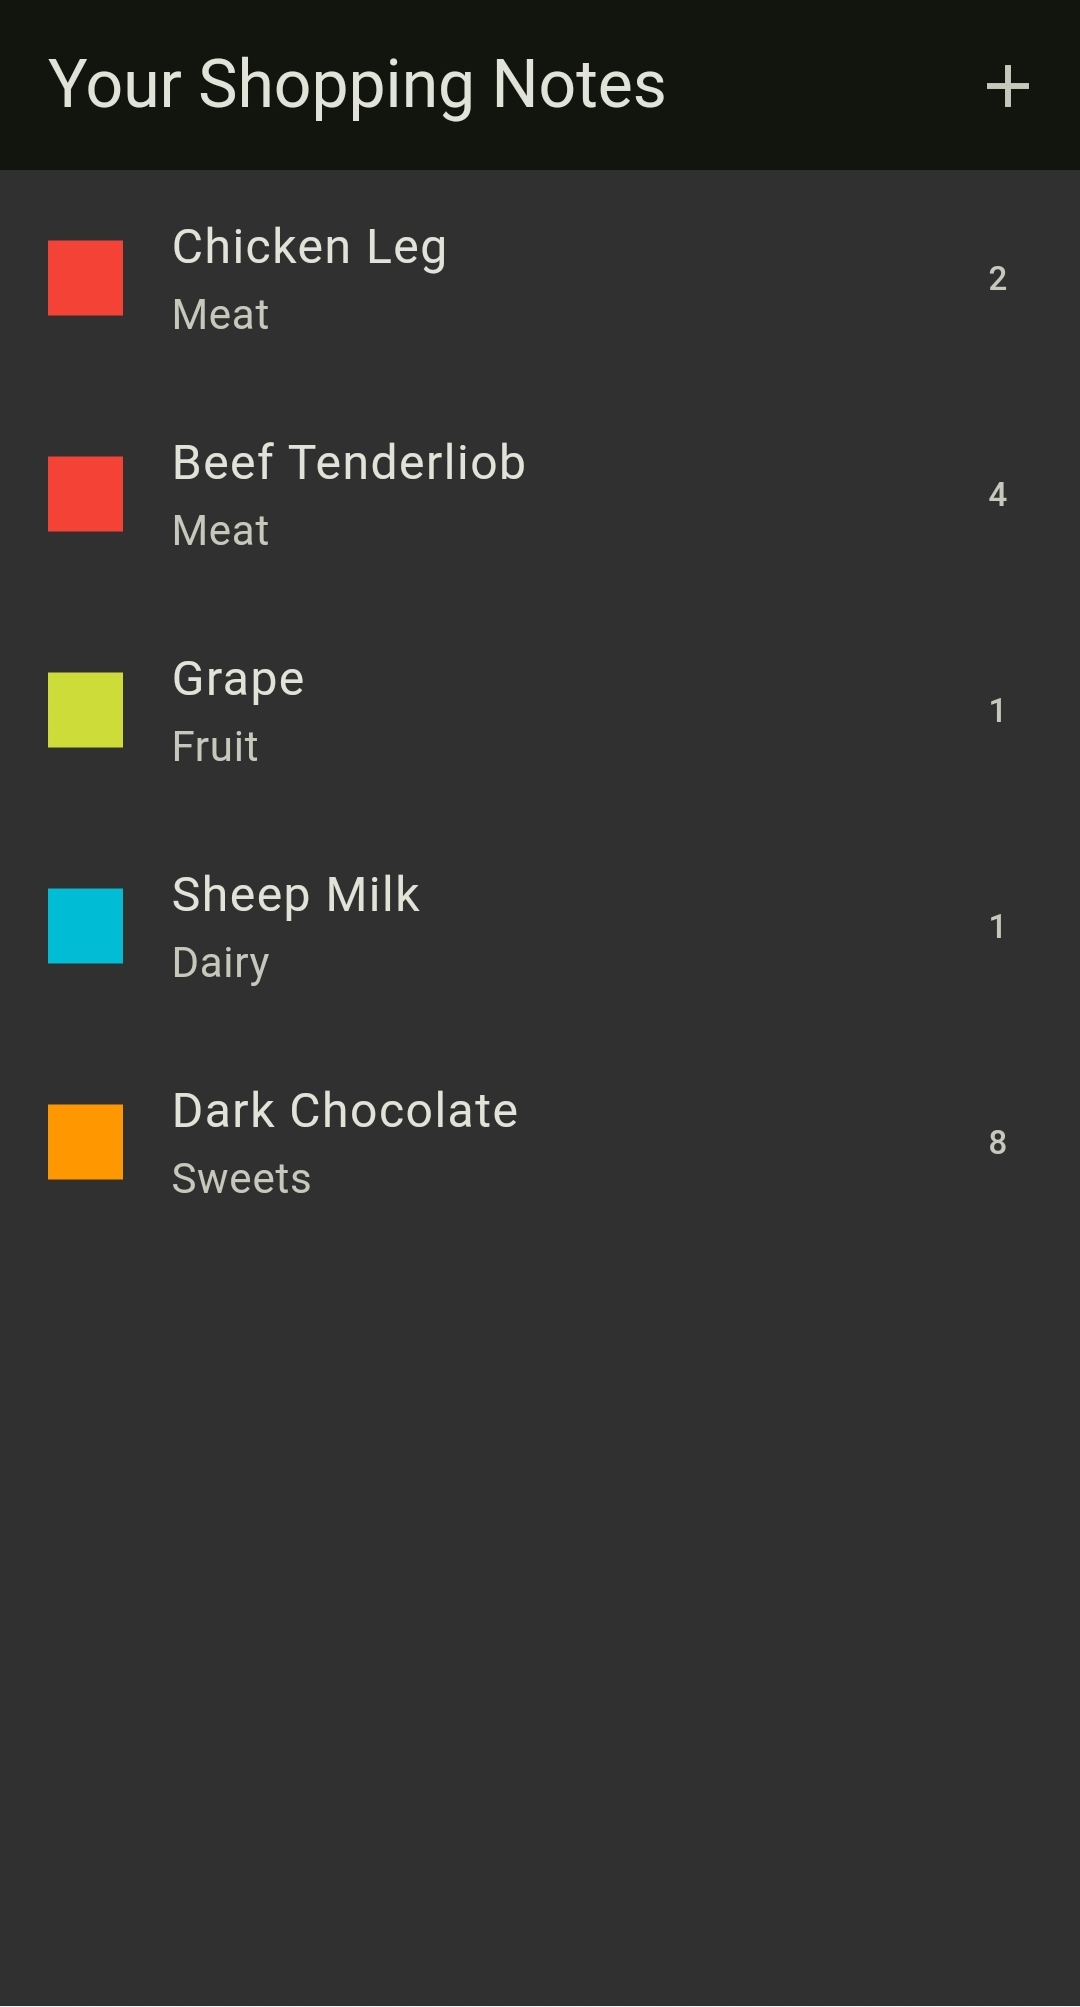 Your Shopping Notes
Chicken Leg
Meat
2
Beef Tenderliob
Meat
4
Grape
Fruit
1
Sheep Milk
Dairy
1
Dark Chocolate
Sweets
8